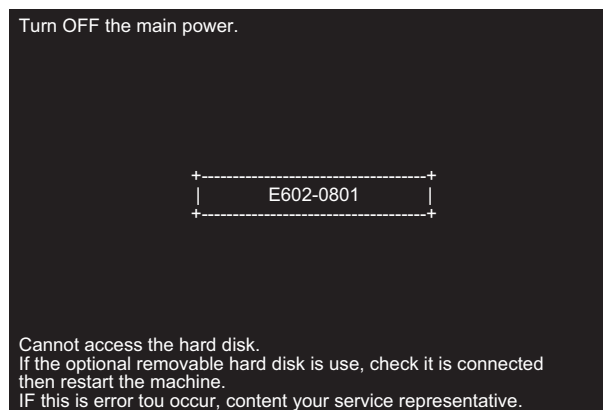 Turn OFF the main power.
+------------------------------------+
| E602-0801 |
+------------------------------------+
Cannot access the hard disk.
If the optional removable hard disk is use, check it is connected
then restart the machine.
IF this is error tou occur, content your service representative.